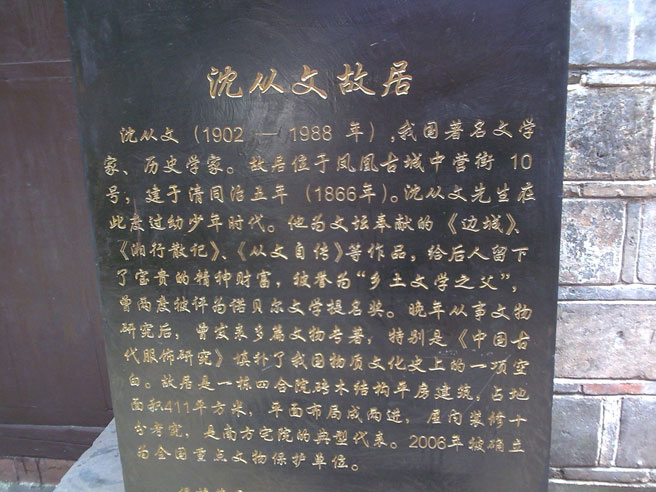 沈从文故居
沈从文（1902 — 1988 年）,我国著名文学
家、历史学家。故居位于凤凰古城中营街 10
号，建于清同治五年（1866年）。沈从文先生在
此度过幼少年时代。他为文坛奉献的《边城》、
《湘行散记》、《从文自传》等作品，给后人留下
了宝贵的精神财富，被誉为“乡土文学之父”，
曾两度被评为诺贝尔文学提名奖。晚年从事文物
研究后，曾发表多篇文物专著，特别是《中国古
代服饰研究》填补了我国物质文化史上的一项空
白。故居是一栋四合院砖木结构平房建筑，占地
面积411平方米，平面布局成两进，屋内装修十
分考究，是南方宅院的典型代表。2006年被确立
为全国重点文物保护单位。